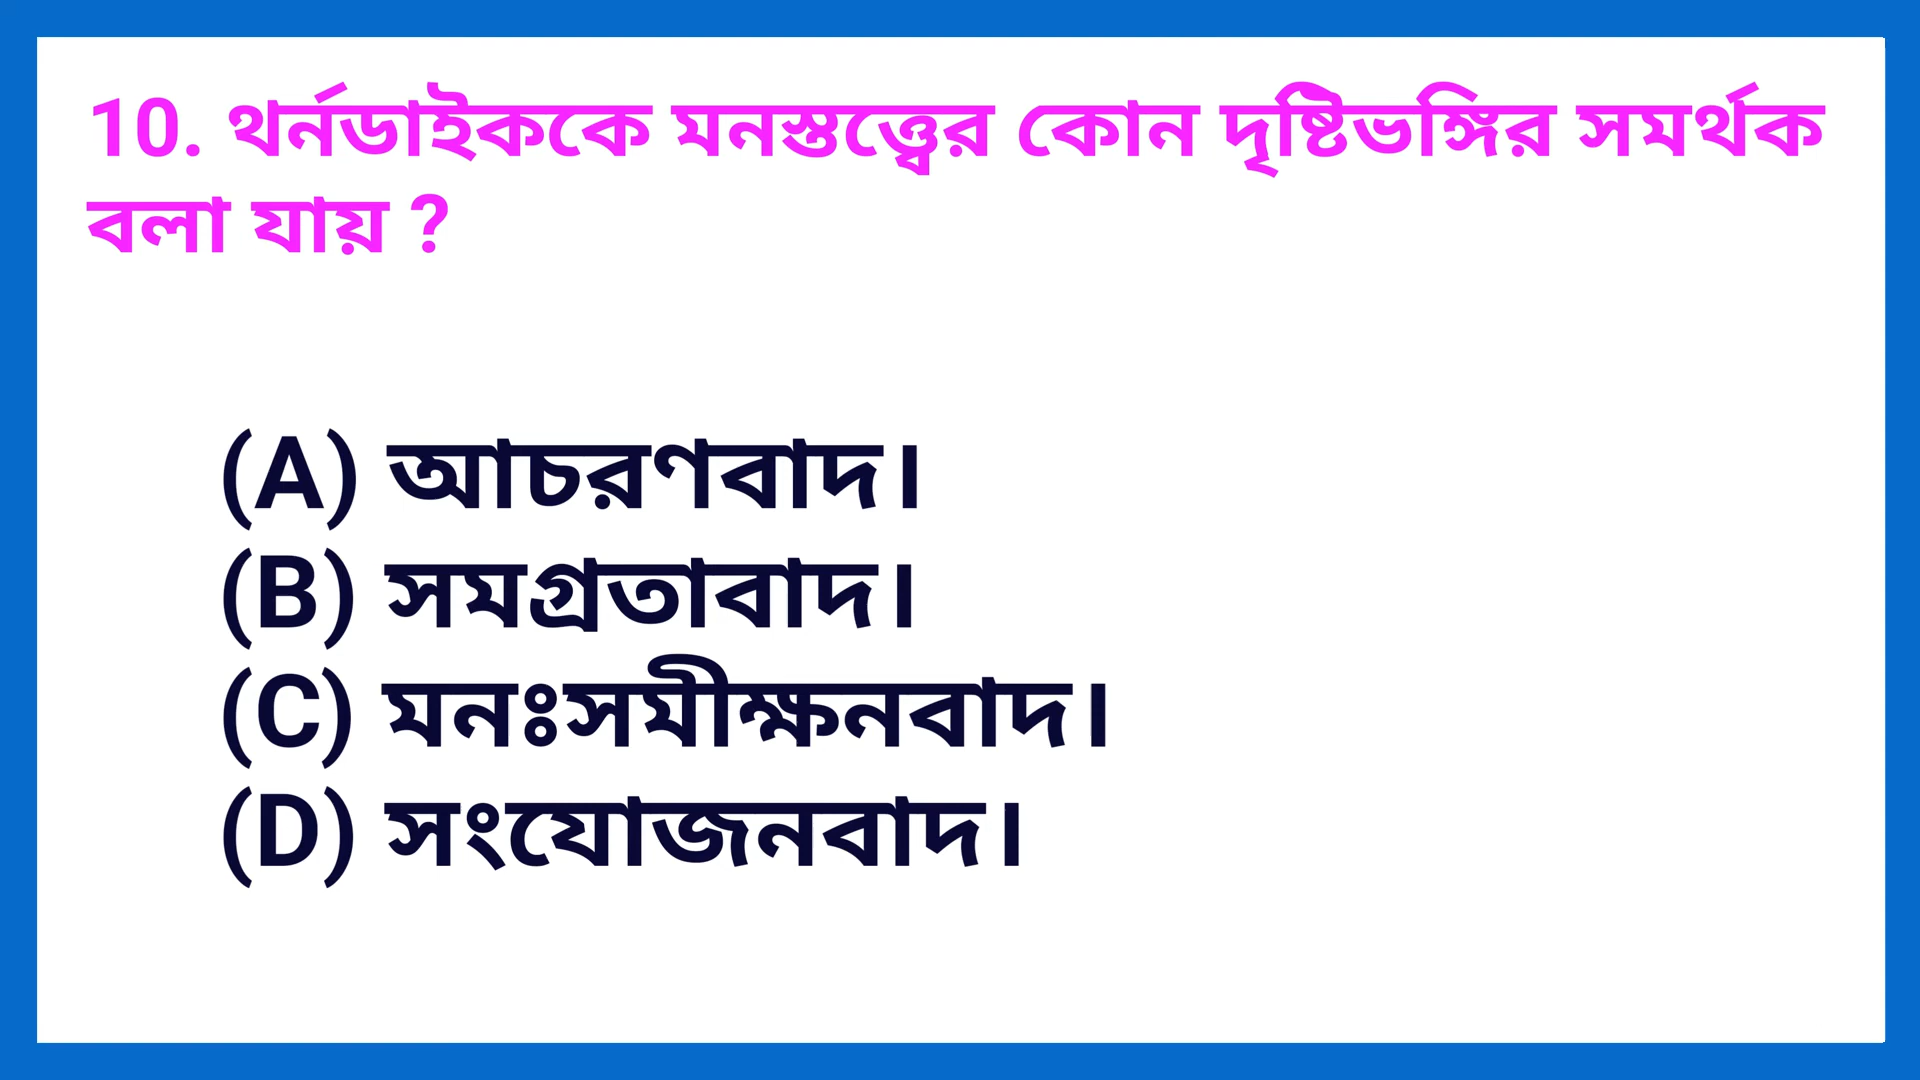 10. থর্নডাইককে মনস্তত্ত্বের কোন দৃষ্টিভঙ্গির সমর্থক
বলা যায় ?
(A) আচরণবাদ।
(B) সমগ্রতাবাদ।
(C) মনঃসমীক্ষনবাদ।
(D) সংযোজনবাদ।